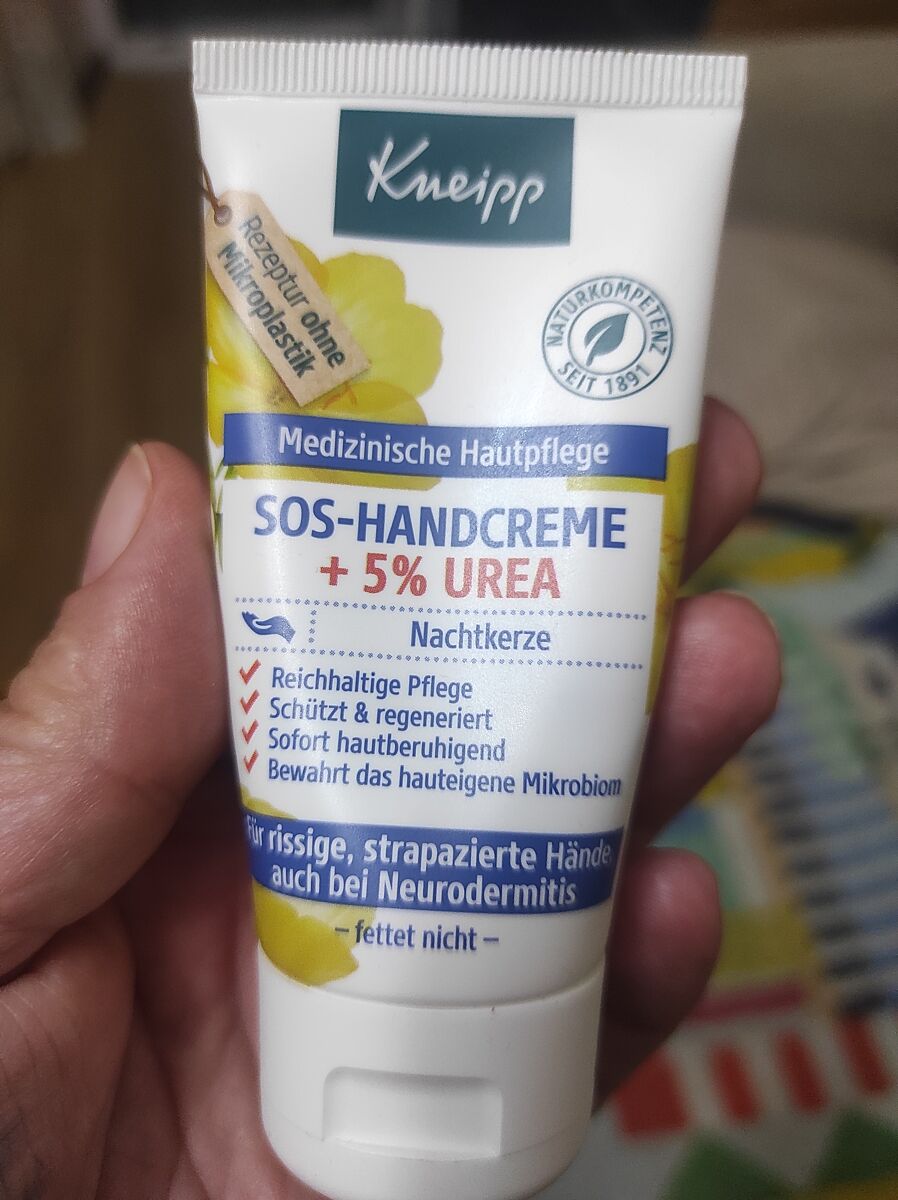 Kneipp
Rezeptur ohne
Mikroplastik
NATURKOMPETENZ
SEIT 1891
Medizinische Hautpflege
SOS-HANDCREME
+ 5% UREA
Nachtkerze
Reichhaltige Pflege
Schützt & regeneriert
Sofort hautberuhigend
Bewahrt das hauteigene Mikrobiom
Für rissige, strapazierte Hände,
auch bei Neurodermitis
– fettet nicht –